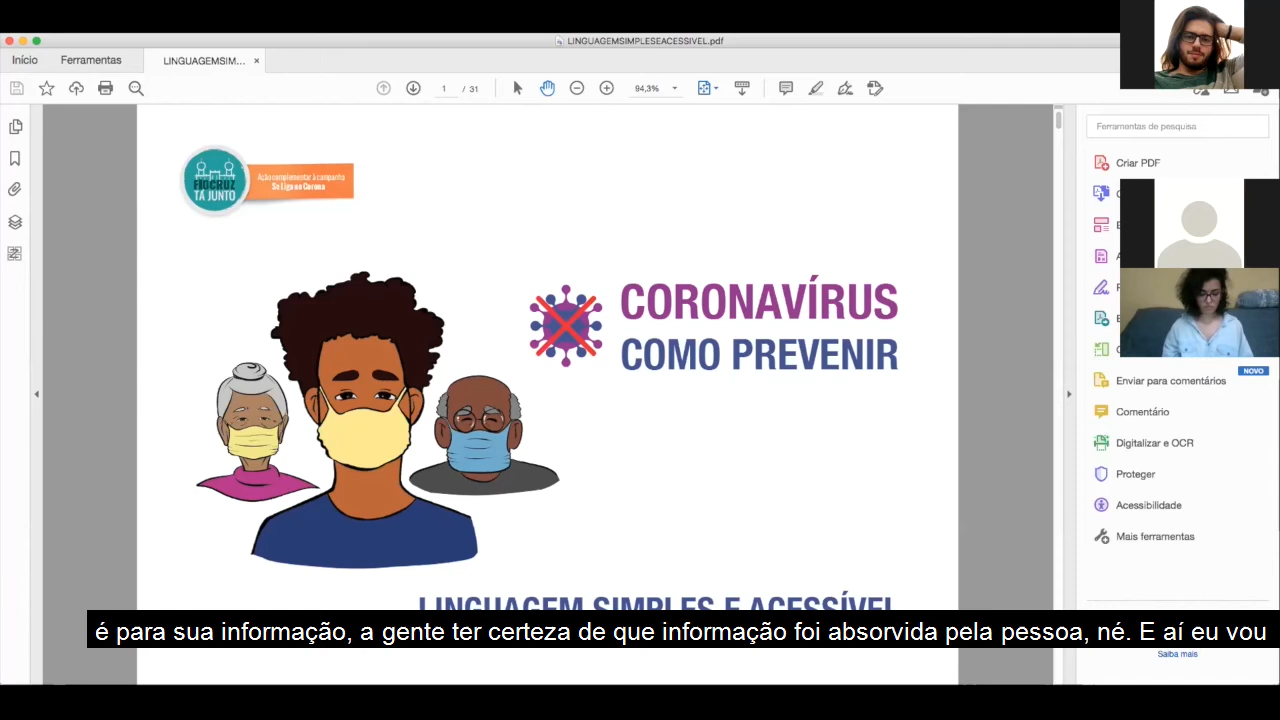 LINGUAGEMSIMPLESEACESSIVEL.pdf
Início
Ferramentas
LINGUAGEMSIM...
1 / 31
94,3%
Ferramentas de pesquisa
FIOCRUZ
TÁ JUNTO
Ação complementar à campanha
Se Liga no Corona
Criar PDF
CORONAVÍRUS
COMO PREVENIR
NOVO
Enviar para comentários
Comentário
Digitalizar e OCR
Proteger
Acessibilidade
Mais ferramentas
LINGUAGEM SIMPLES E ACESSÍVEL
é para sua informação, a gente ter certeza de que informação foi absorvida pela pessoa, né. E aí eu vou
Saiba mais